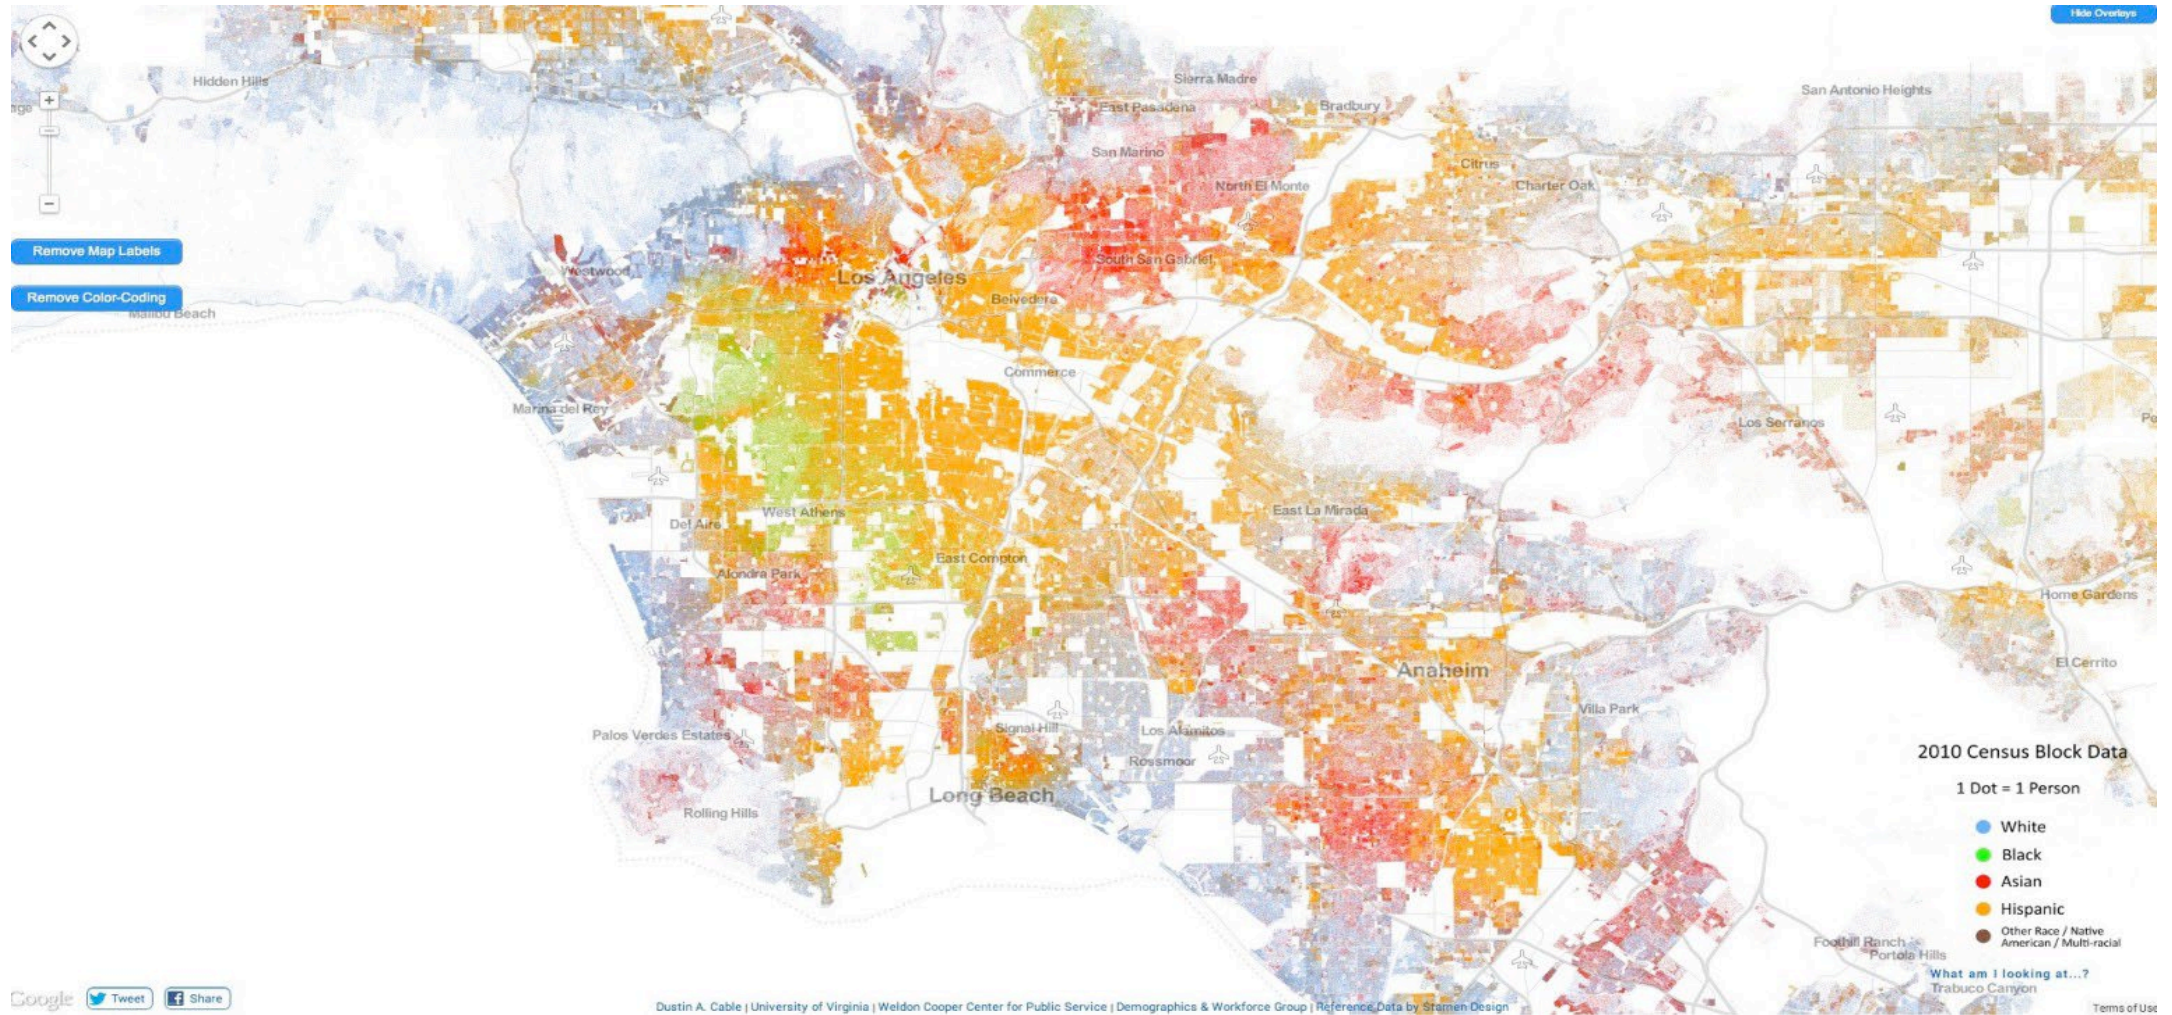 Hide Overlays
Hidden Hills
Sierra Madre
San Antonio Heights
East Pasadena
Bradbury
San Marino
Citrus
North El Monte
Charter Oak
Remove Map Labels
Westwood
South San Gabriel
Los Angeles
Remove Color-Coding
Belvedere
Malibu Beach
Commerce
Marina del Rey
Los Serranos
Pe
West Athens
East La Mirada
Del Aire
East Compton
Alondra Park
Home Gardens
El Cerrito
Anaheim
Villa Park
Signal Hill
Los Alamitos
Palos Verdes Estates
Rossmoor
2010 Census Block Data
1 Dot = 1 Person
Long Beach
Rolling Hills
White
Black
Asian
Hispanic
Other Race / Native
American / Multi-racial
Foothill Ranch
Portola Hills
What am I looking at...?
Trabuco Canyon
Google
Tweet
Share
Dustin A. Cable | University of Virginia | Weldon Cooper Center for Public Service | Demographics & Workforce Group | Reference Data by Stamen Design
Terms of Use